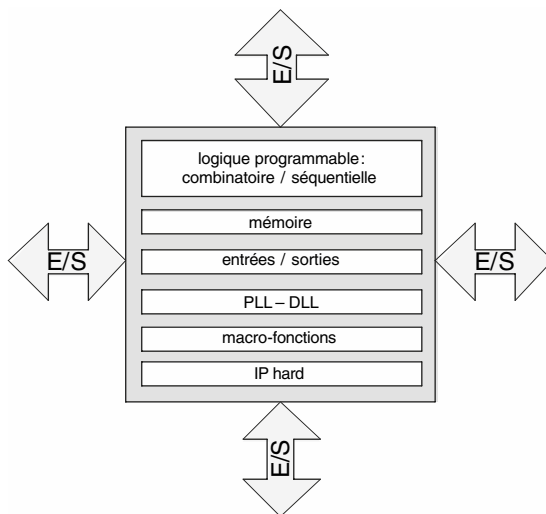 E/S
logique programmable:
combinatoire / séquentielle
mémoire
entrées / sorties
E/S
E/S
PLL – DLL
macro-fonctions
IP hard
E/S